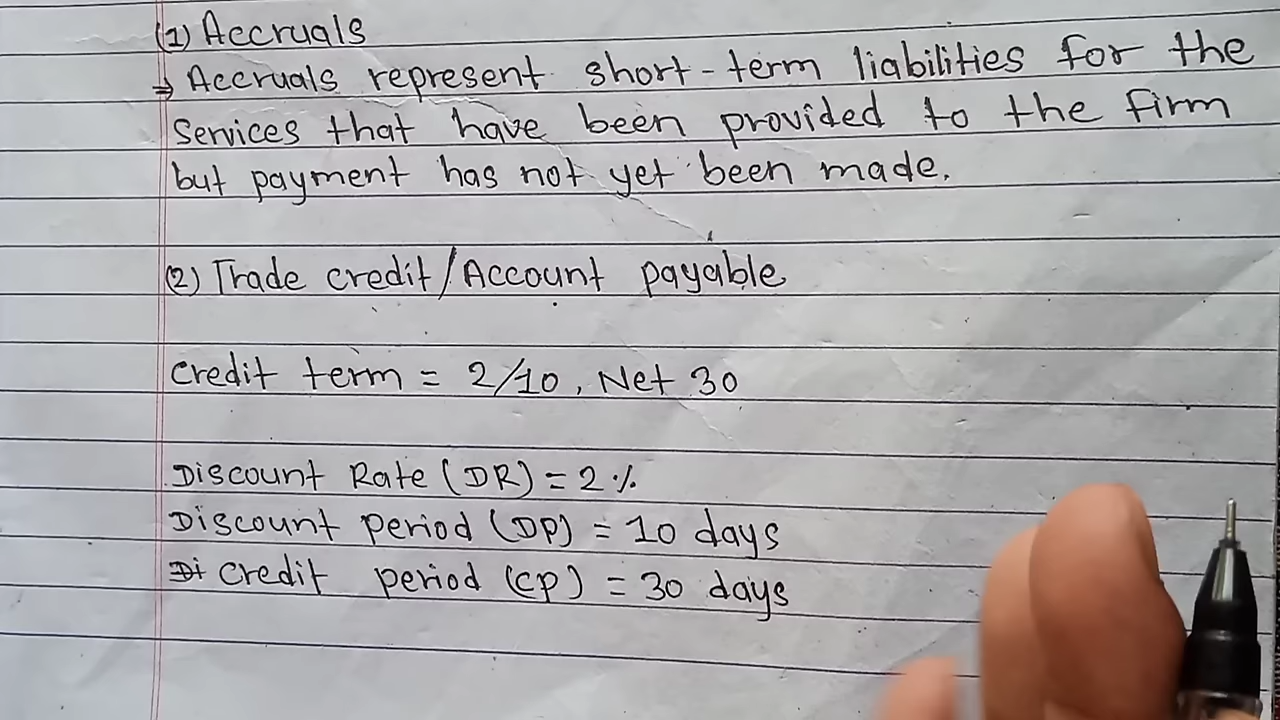 (1) Accruals
→ Accruals represent short-term liabilities for the
services that have been provided to the firm
but payment has not yet been made.
(2) Trade credit/Account payable
credit term = 2/10, Net 30
Discount Rate (DR) = 2%
Discount period (DP) = 10 days
Di credit period (CP) = 30 days